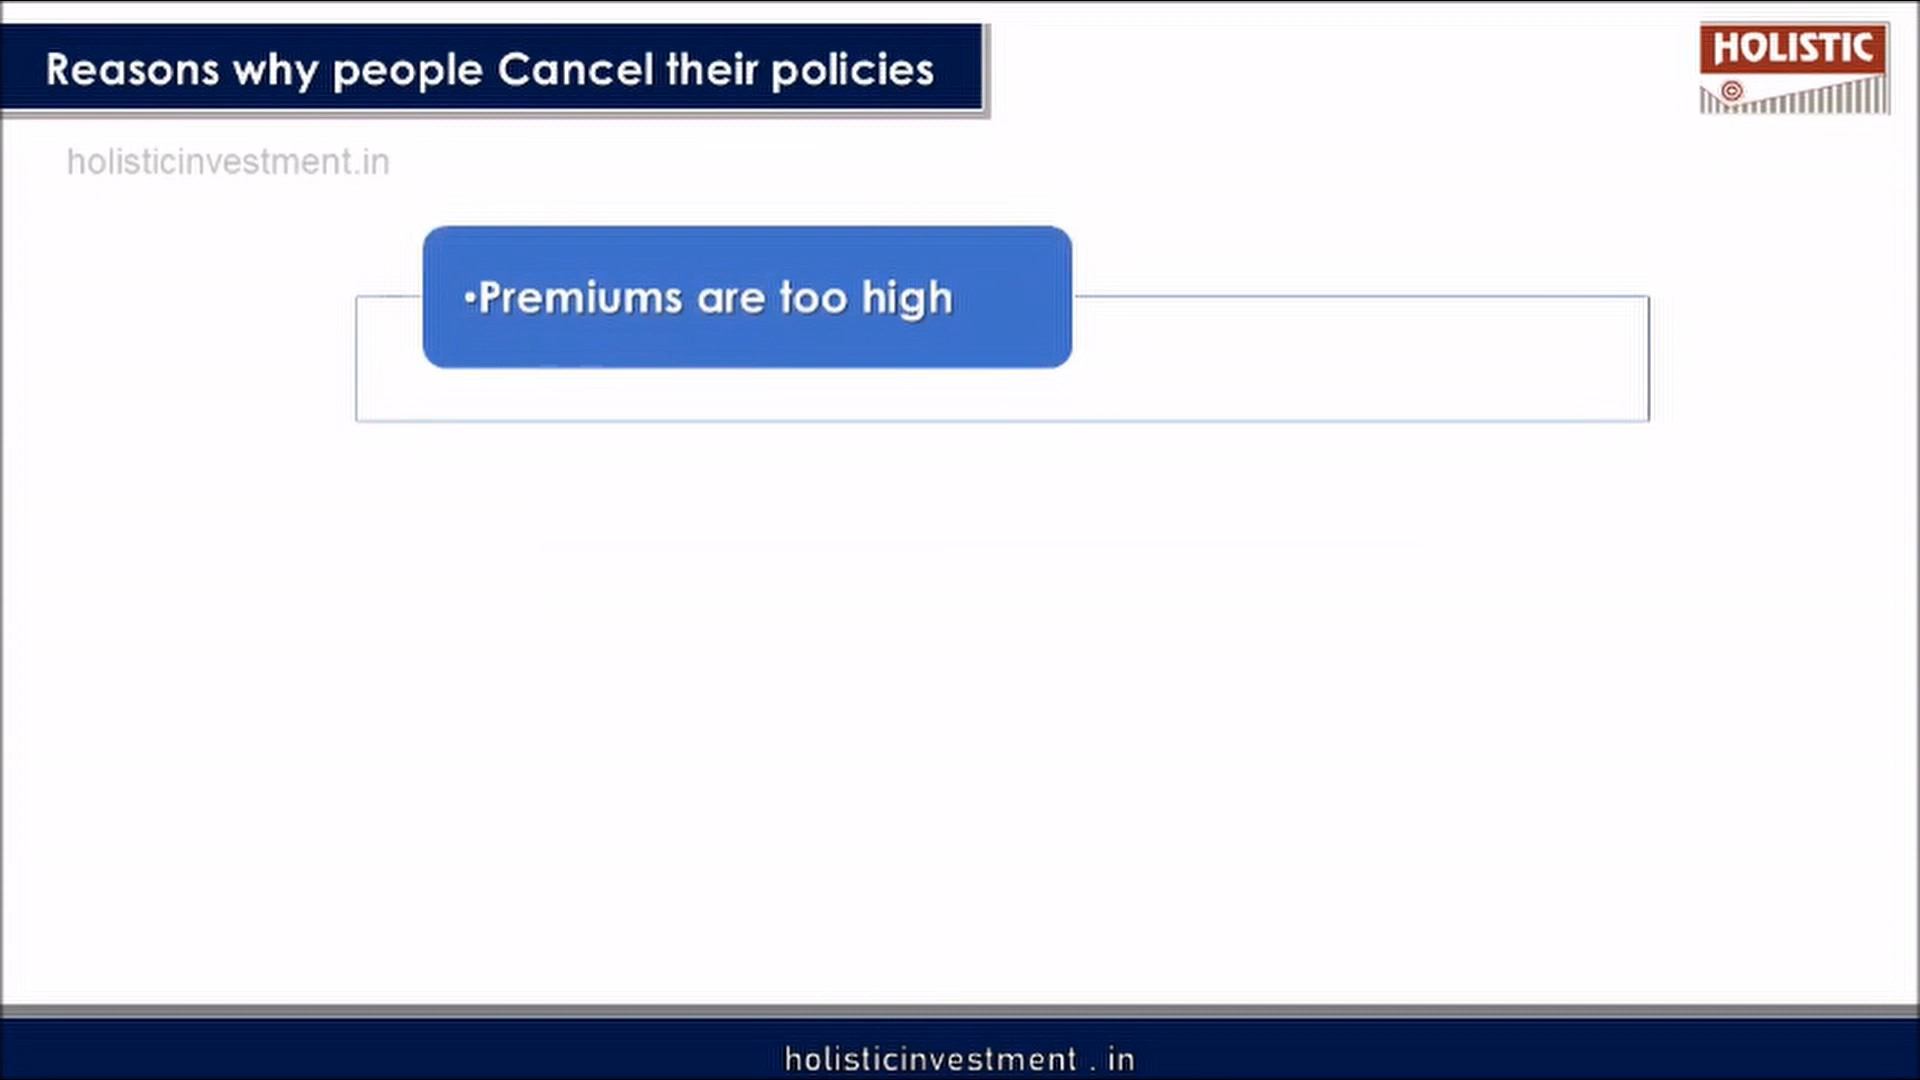 Reasons why people Cancel their policies
HOLISTIC
holisticinvestment.in
•Premiums are too high
holisticinvestment . in